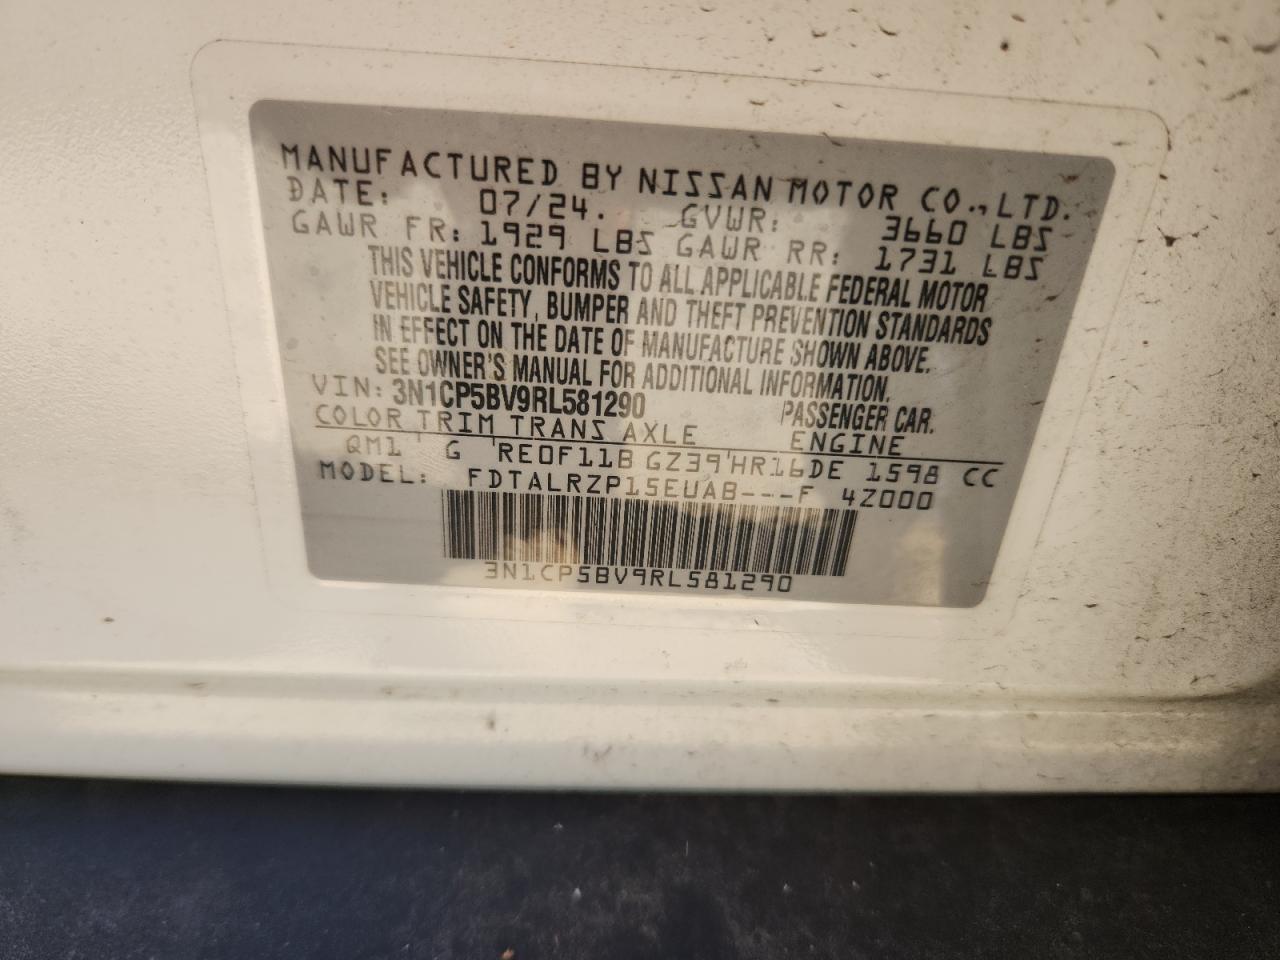 MANUFACTURED BY NISSAN MOTOR CO., LTD.
DATE: 07/24. GVWR: 3660 LBS
GAWR FR: 1929 LBS GAWR RR: 1731 LBS
THIS VEHICLE CONFORMS TO ALL APPLICABLE FEDERAL MOTOR
VEHICLE SAFETY, BUMPER AND THEFT PREVENTION STANDARDS
IN EFFECT ON THE DATE OF MANUFACTURE SHOWN ABOVE.
SEE OWNER'S MANUAL FOR ADDITIONAL INFORMATION.
VIN: 3N1CP5BV9RL581290 PASSENGER CAR.
COLOR TRIM TRANS AXLE ENGINE
QM1 ' G 'RE0F11B GZ39'HR16DE 1598 CC
MODEL: FDTALRZP15EUAB---F 4Z000
3N1CP5BV9RL581290